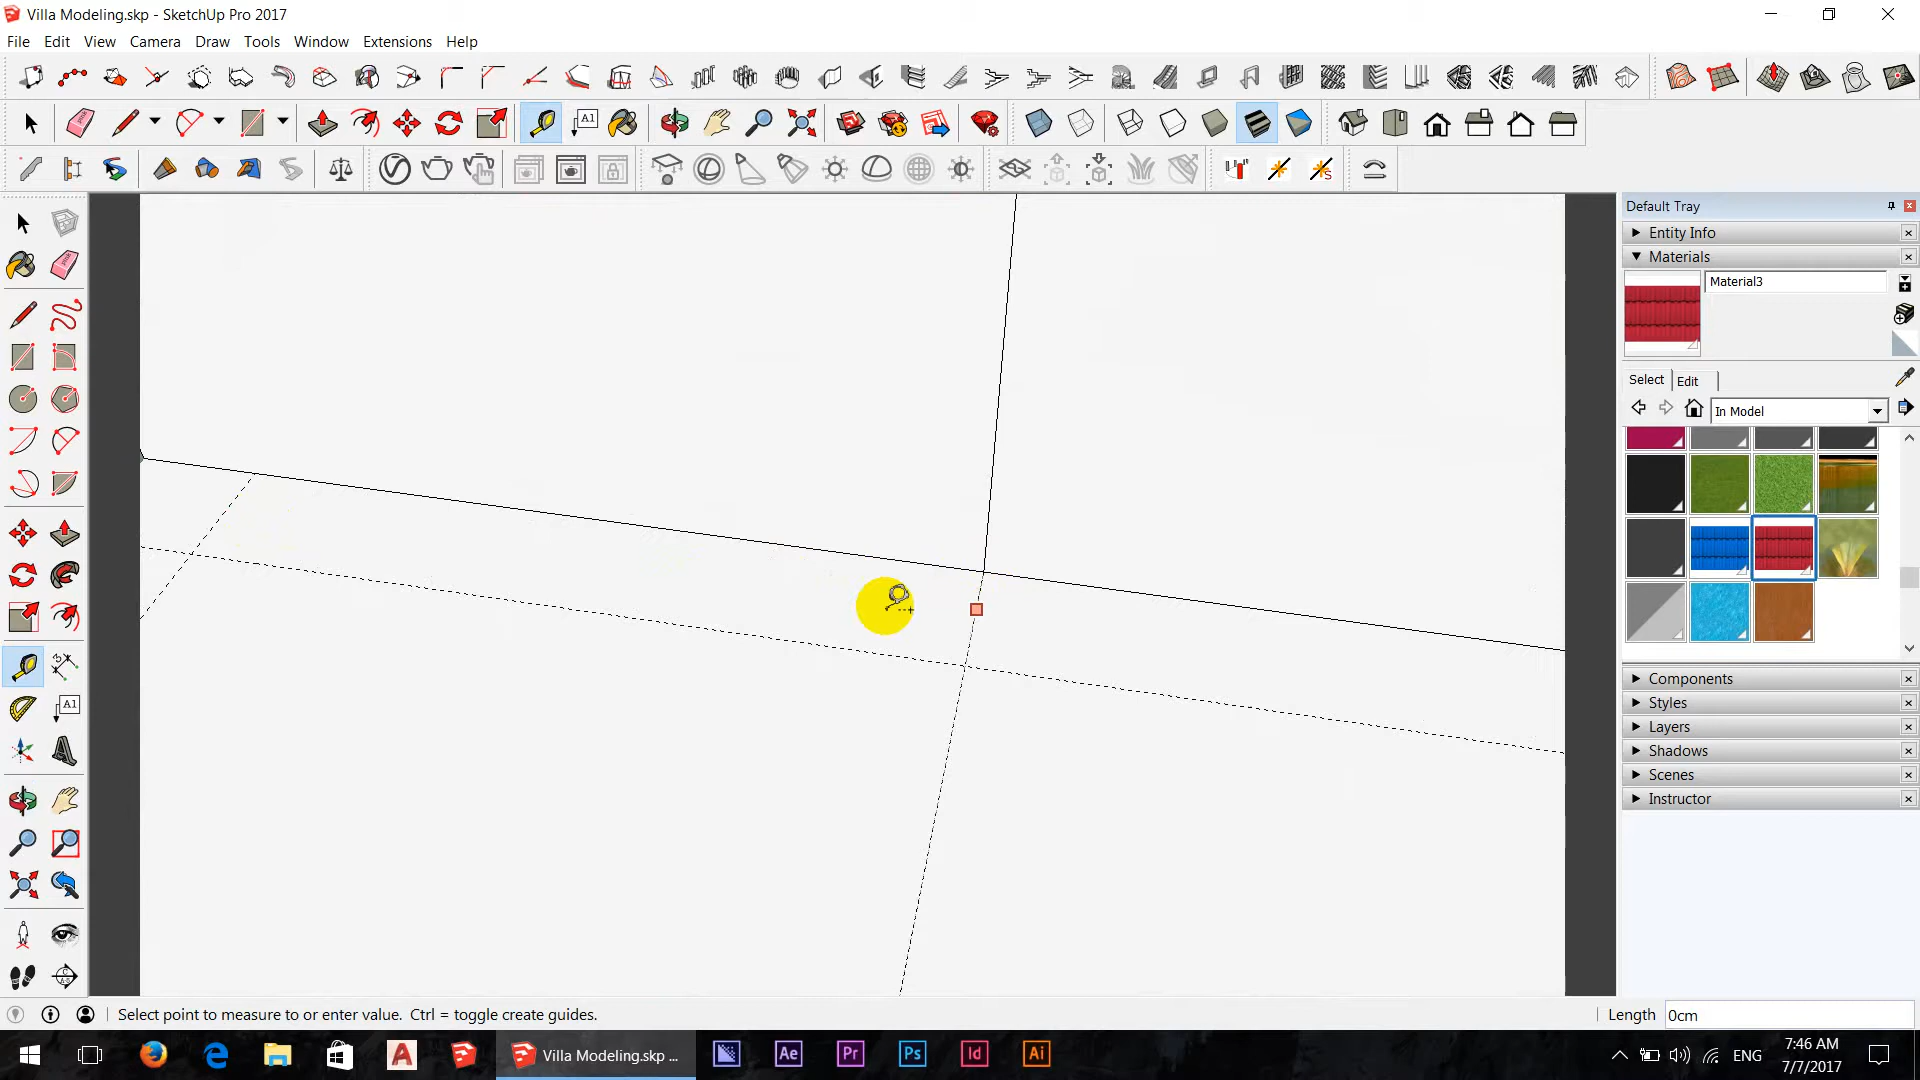 Villa Modeling.skp - SketchUp Pro 2017
File Edit View Camera Draw Tools Window Extensions Help
A1
Default Tray
Entity Info
Materials
Material3
Select Edit
In Model
A1
Components
Styles
Layers
Shadows
Scenes
Instructor
Select point to measure to or enter value. Ctrl = toggle create guides.
Length 0cm
Villa Modeling.skp ...
Ae
Pr
Ps
Id
Ai
ENG
7:46 AM
7/7/2017